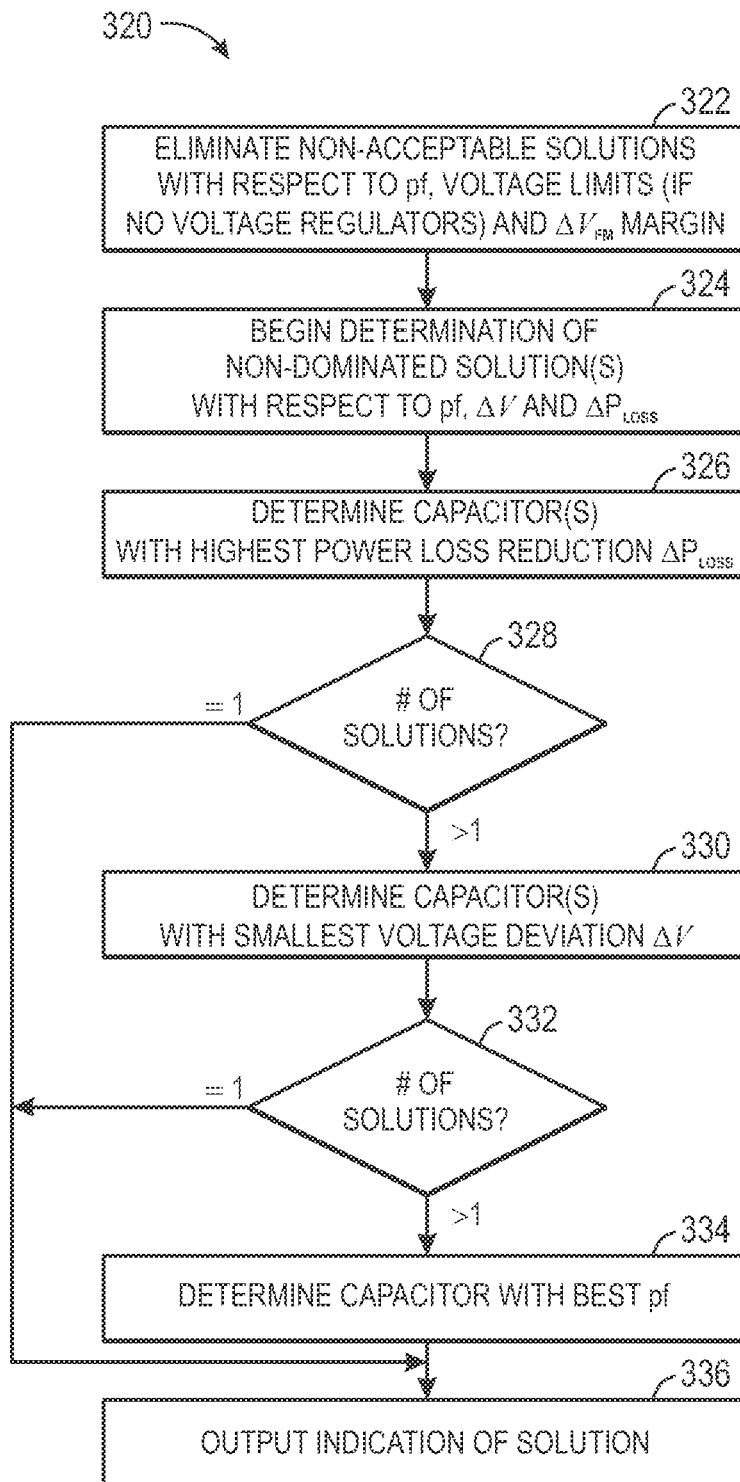 320
322
ELIMINATE NON-ACCEPTABLE SOLUTIONS
WITH RESPECT TO pf, VOLTAGE LIMITS (IF
NO VOLTAGE REGULATORS) AND ΔV_FM MARGIN
324
BEGIN DETERMINATION OF
NON-DOMINATED SOLUTION(S)
WITH RESPECT TO pf, ΔV AND ΔP_LOSS
326
DETERMINE CAPACITOR(S)
WITH HIGHEST POWER LOSS REDUCTION ΔP_LOSS
328
= 1
# OF
SOLUTIONS?
>1
330
DETERMINE CAPACITOR(S)
WITH SMALLEST VOLTAGE DEVIATION ΔV
332
= 1
# OF
SOLUTIONS?
>1
334
DETERMINE CAPACITOR WITH BEST pf
336
OUTPUT INDICATION OF SOLUTION